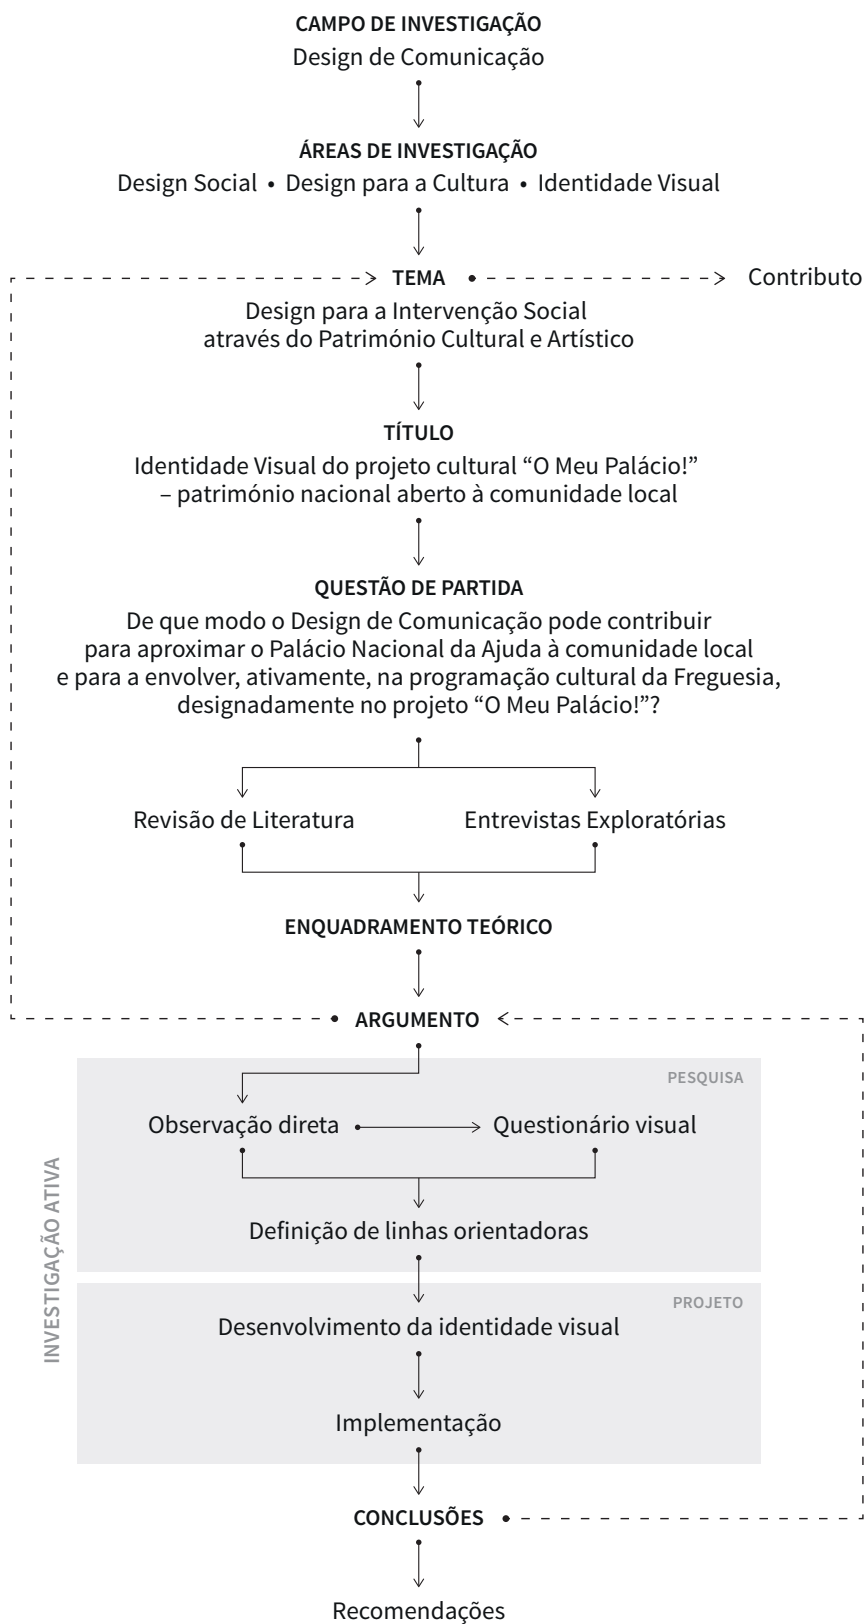 CAMPO DE INVESTIGAÇÃO
Design de Comunicação
ÁREAS DE INVESTIGAÇÃO
Design Social • Design para a Cultura • Identidade Visual
TEMA
Contributo
Design para a Intervenção Social
através do Património Cultural e Artístico
TÍTULO
Identidade Visual do projeto cultural “O Meu Palácio!”
– património nacional aberto à comunidade local
QUESTÃO DE PARTIDA
De que modo o Design de Comunicação pode contribuir
para aproximar o Palácio Nacional da Ajuda à comunidade local
e para a envolver, ativamente, na programação cultural da Freguesia,
designadamente no projeto “O Meu Palácio!”?
Revisão de Literatura
Entrevistas Exploratórias
ENQUADRAMENTO TEÓRICO
ARGUMENTO
INVESTIGAÇÃO ATIVA
PESQUISA
Observação direta
Questionário visual
Definição de linhas orientadoras
PROJETO
Desenvolvimento da identidade visual
Implementação
CONCLUSÕES
Recomendações